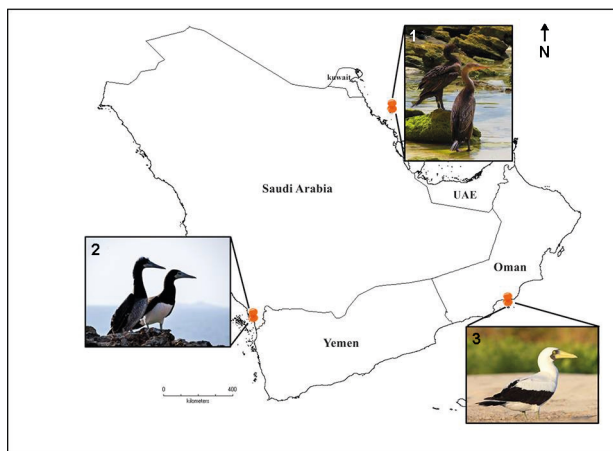 1
N
kuwait
Saudi Arabia
UAE
2
Oman
Yemen
3
0
400
kilometers